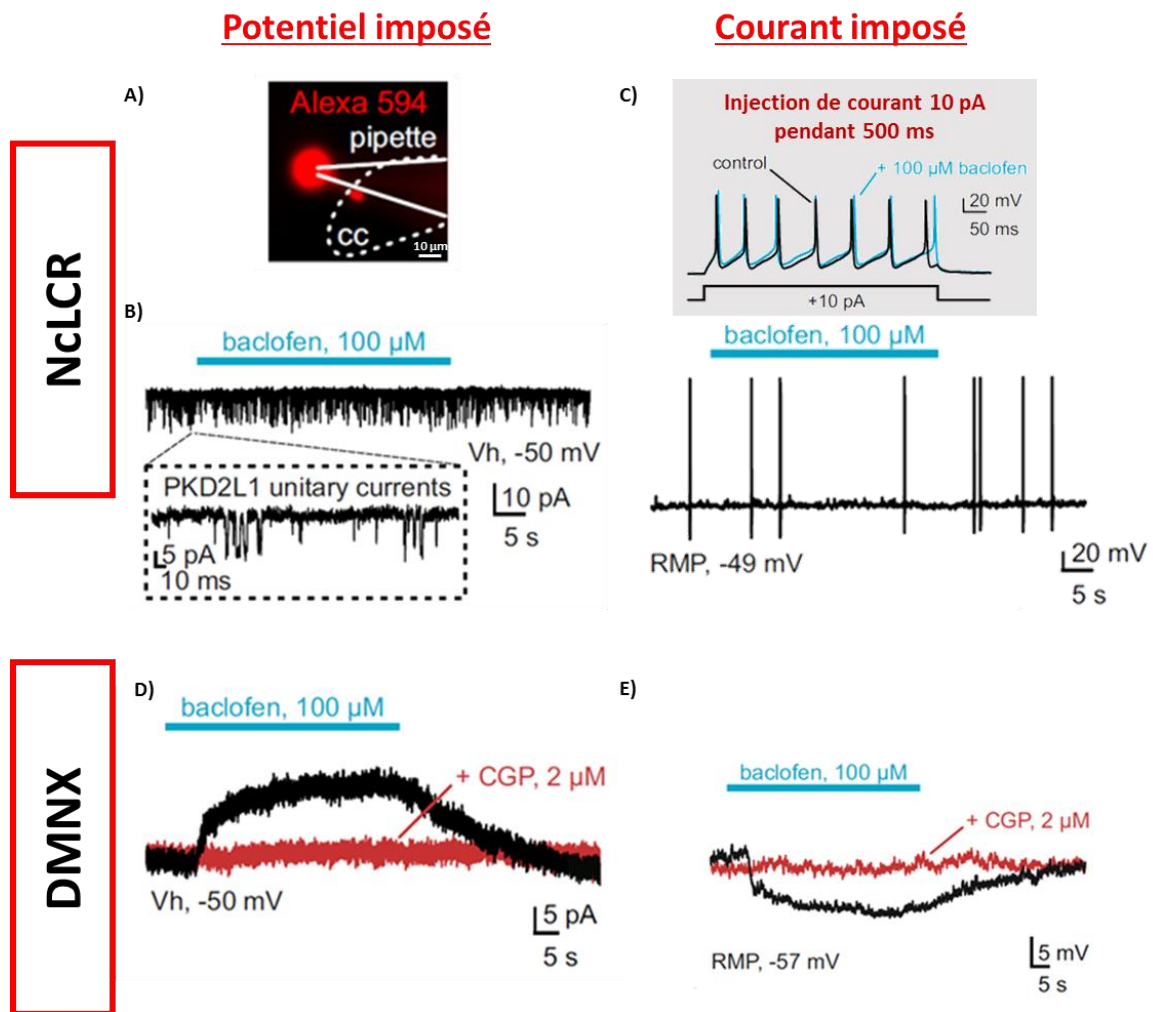 Potentiel imposé
Courant imposé
NcLCR
A)
Alexa 594
pipette
cc
10 µm
C)
Injection de courant 10 pA
pendant 500 ms
control
+ 100 µM baclofen
20 mV
50 ms
+10 pA
B)
baclofen, 100 µM
Vh, -50 mV
PKD2L1 unitary currents
5 pA
10 ms
10 pA
5 s
baclofen, 100 µM
RMP, -49 mV
20 mV
5 s
DMNX
D)
baclofen, 100 µM
+ CGP, 2 µM
Vh, -50 mV
5 pA
5 s
E)
baclofen, 100 µM
+ CGP, 2 µM
RMP, -57 mV
5 mV
5 s